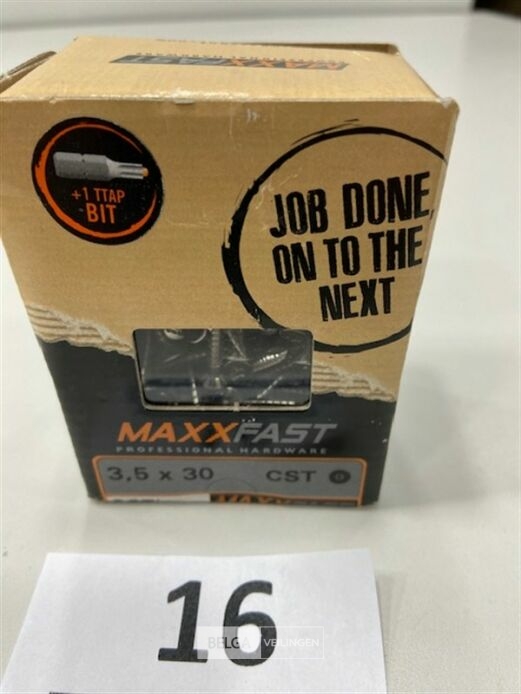 MAXXFAST
+1 TTAP
-BIT
JOB DONE,
ON TO THE
NEXT
MAXXFAST
PROFESSIONAL HARDWARE
3,5 x 30 CST
16
BELGA VEILINGEN